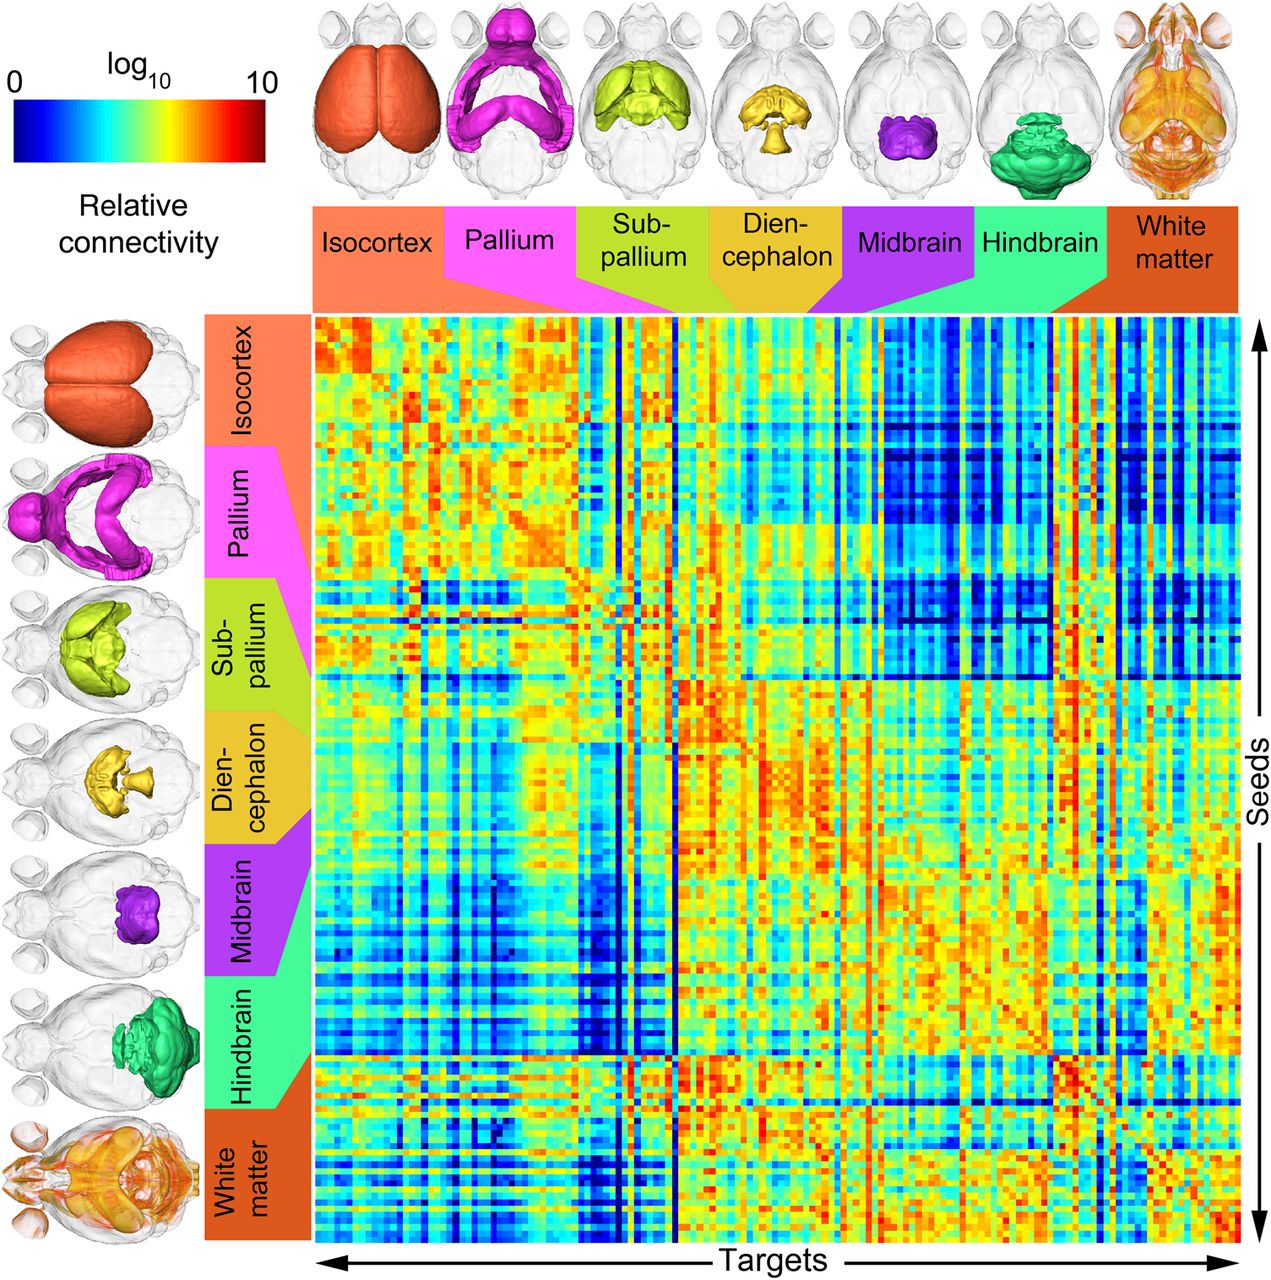 0
log10
10
Relative
connectivity
Isocortex
Pallium
Sub-
pallium
Dien-
cephalon
Midbrain
Hindbrain
White
matter
Isocortex
Pallium
Sub-
pallium
Dien-
cephalon
Midbrain
Hindbrain
White
matter
Seeds
Targets